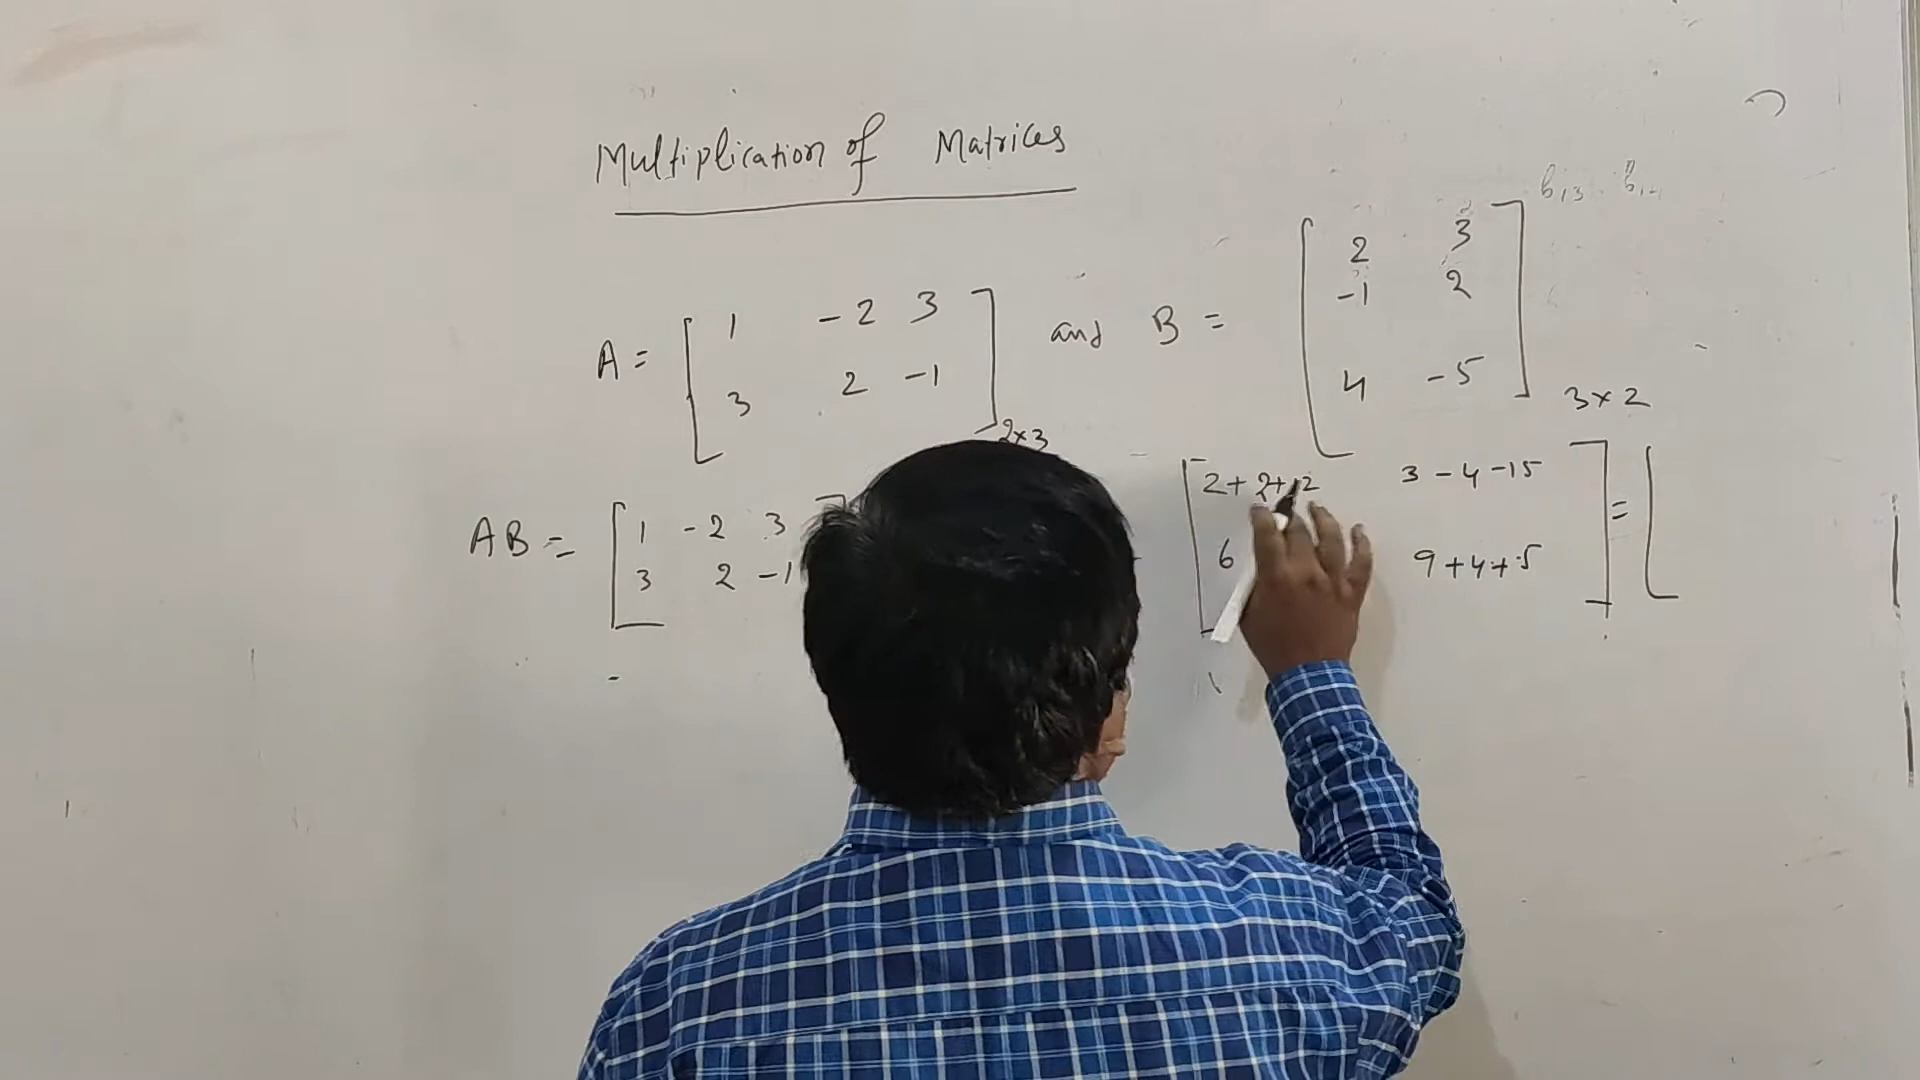 Multiplication of Matrices
b13
A = [ 1 -2 3 and B = [ 2 3
-1 2
3 2 -1 ] 2×3 4 -5 ] 3×2
AB = [ 1 -2 3 [ 2+2+12 3-4-15 ] = [
3 2 -1 6 9+4+5